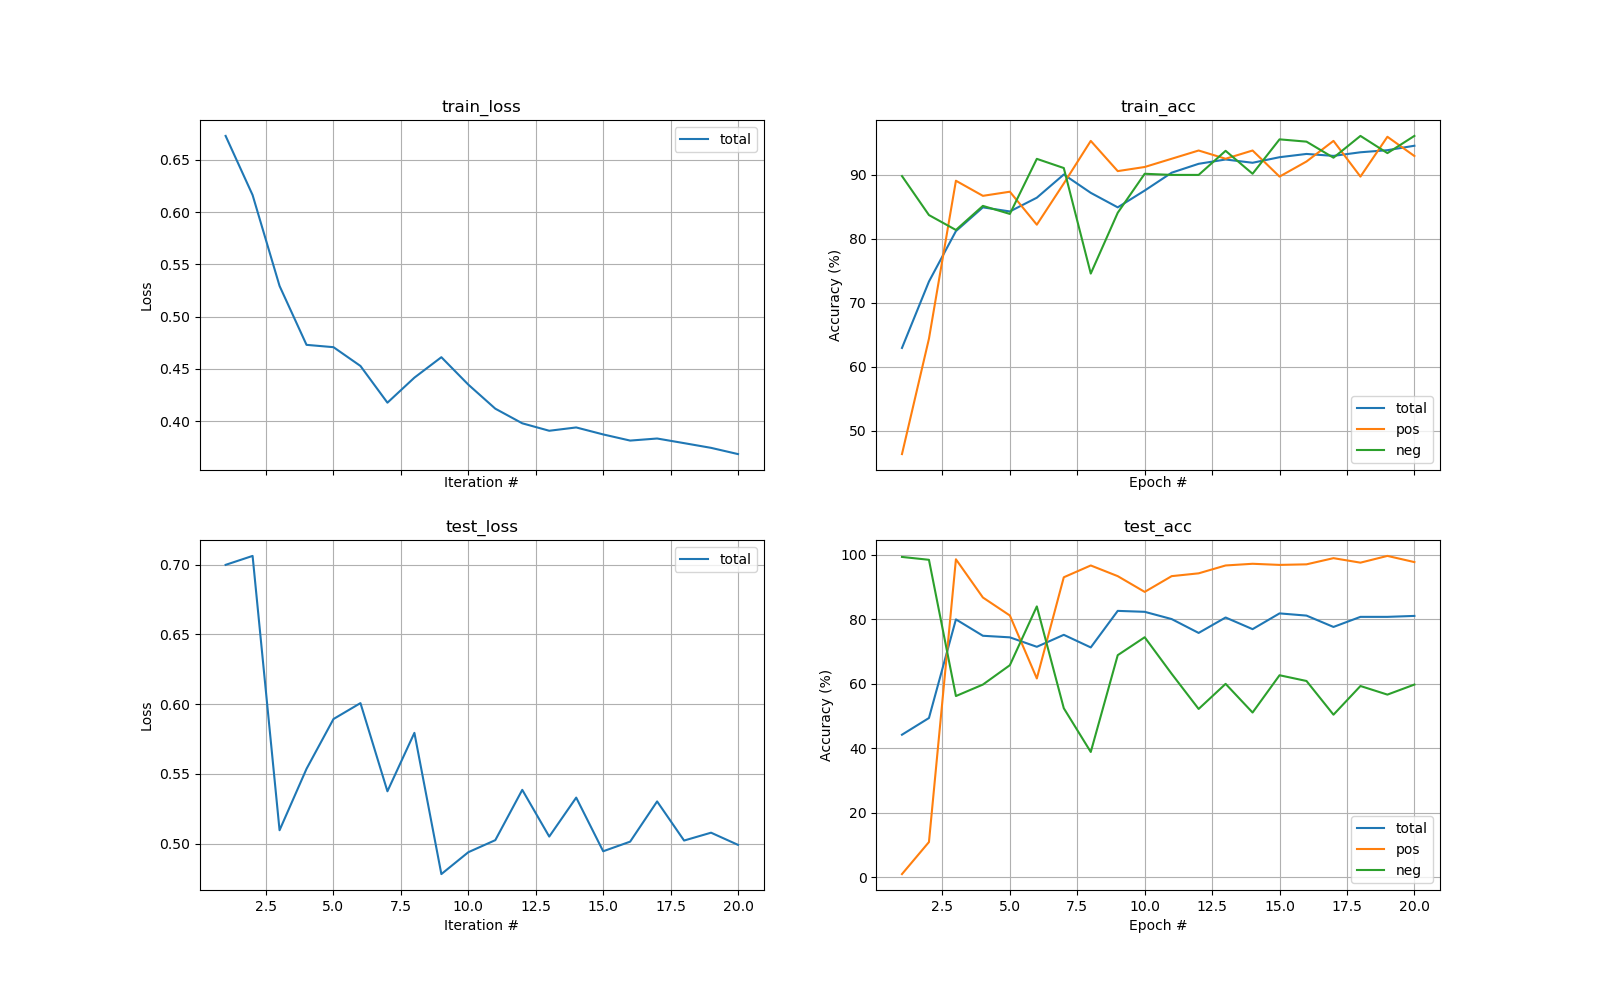 train_loss
total
0.65
0.60
0.55
0.50
0.45
0.40
Loss
Iteration #
train_acc
90
80
70
60
50
Accuracy (%)
total
pos
neg
Epoch #
test_loss
total
0.70
0.65
0.60
0.55
0.50
Loss
2.5 5.0 7.5 10.0 12.5 15.0 17.5 20.0
Iteration #
test_acc
100
80
60
40
20
0
Accuracy (%)
total
pos
neg
2.5 5.0 7.5 10.0 12.5 15.0 17.5 20.0
Epoch #